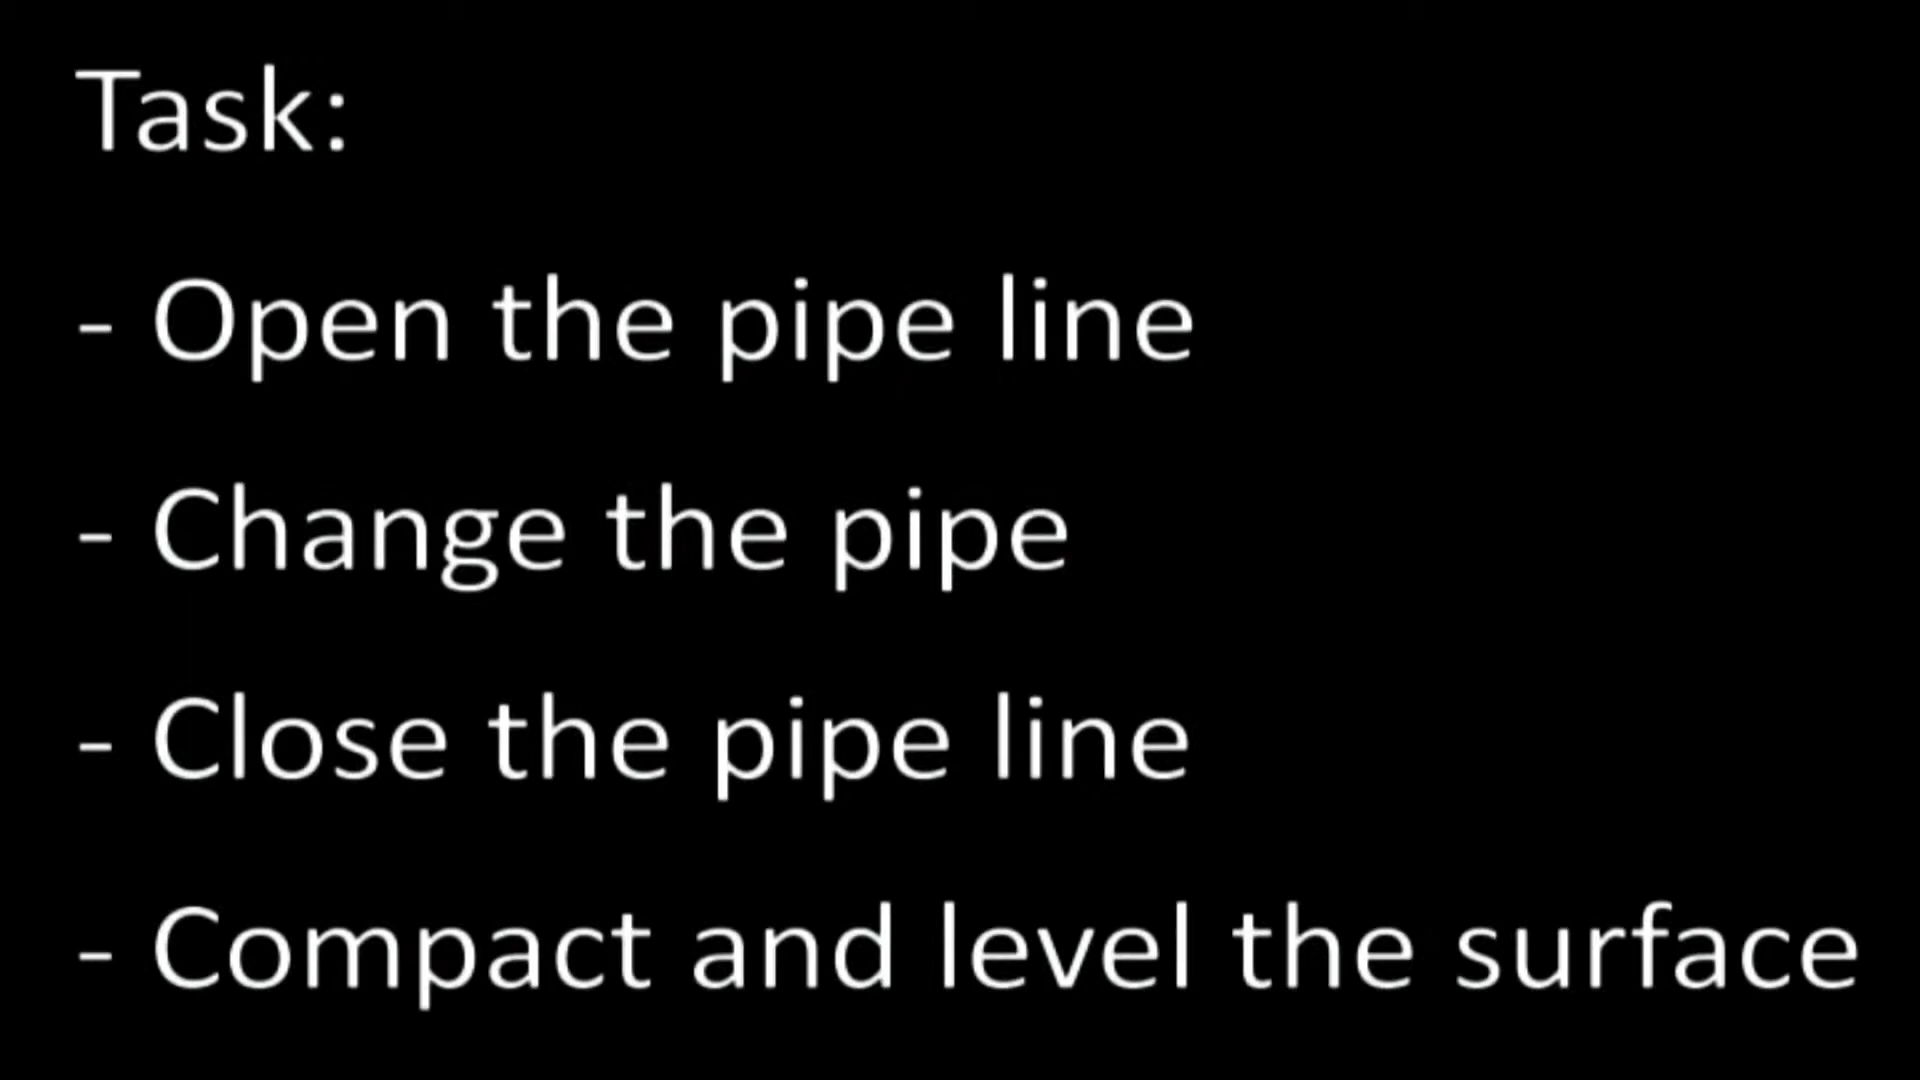 Task:
- Open the pipe line
- Change the pipe
- Close the pipe line
- Compact and level the surface